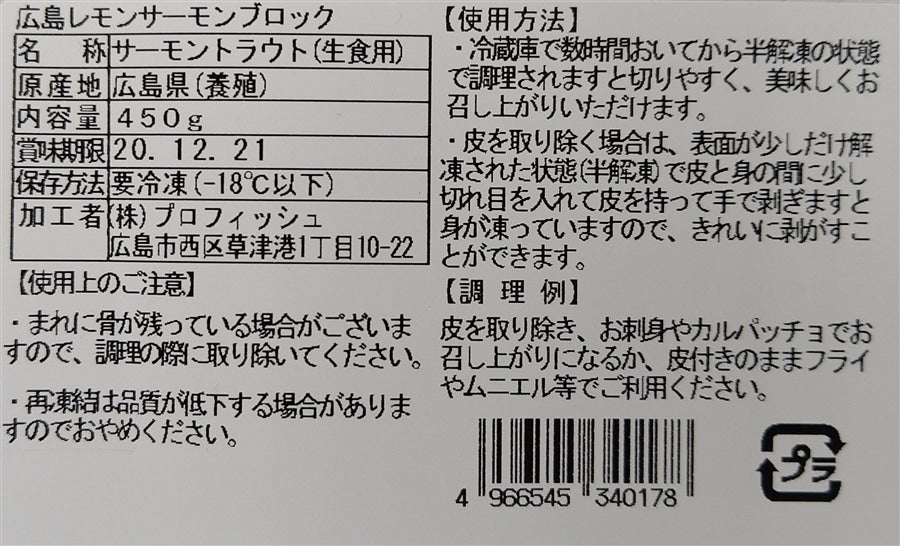 広島レモンサーモンブロック
名 称 サーモントラウト(生食用)
原産地 広島県(養殖)
内容量 450g
賞味期限 20. 12. 21
保存方法 要冷凍(-18℃以下)
加工者 (株)プロフィッシュ
広島市西区草津港1丁目10-22
【使用上のご注意】
・まれに骨が残っている場合がございま
すので、調理の際に取り除いてください。
・再凍結は品質が低下する場合がありま
すのでおやめください。
【使用方法】
・冷蔵庫で数時間おいてから半解凍の状態
で調理されますと切りやすく、美味しくお
召し上がりいただけます。
・皮を取り除く場合は、表面が少しだけ解
凍された状態(半解凍)で皮と身の間に少し
切れ目を入れて皮を持って手で剥ぎますと
身が凍っていますので、きれいに剥がすこ
とができます。
【調 理 例】
皮を取り除き、お刺身やカルパッチョでお
召し上がりになるか、皮付きのままフライ
やムニエル等でご利用ください。
4 966545 340178
プラ